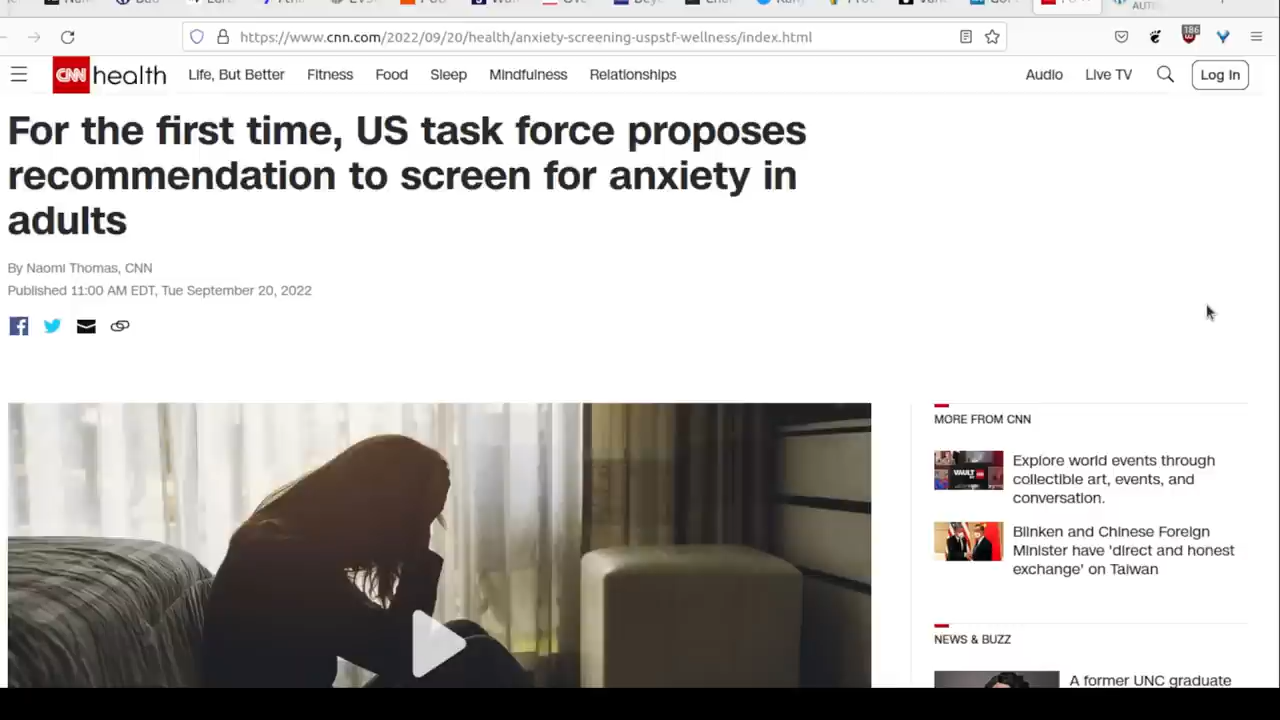 https://www.cnn.com/2022/09/20/health/anxiety-screening-uspstf-wellness/index.html
186
CNN health
Life, But Better
Fitness
Food
Sleep
Mindfulness
Relationships
Audio
Live TV
Log In
For the first time, US task force proposes
recommendation to screen for anxiety in
adults
By Naomi Thomas, CNN
Published 11:00 AM EDT, Tue September 20, 2022
MORE FROM CNN
VAULT
Explore world events through
collectible art, events, and
conversation.
Blinken and Chinese Foreign
Minister have 'direct and honest
exchange' on Taiwan
NEWS & BUZZ
A former UNC graduate